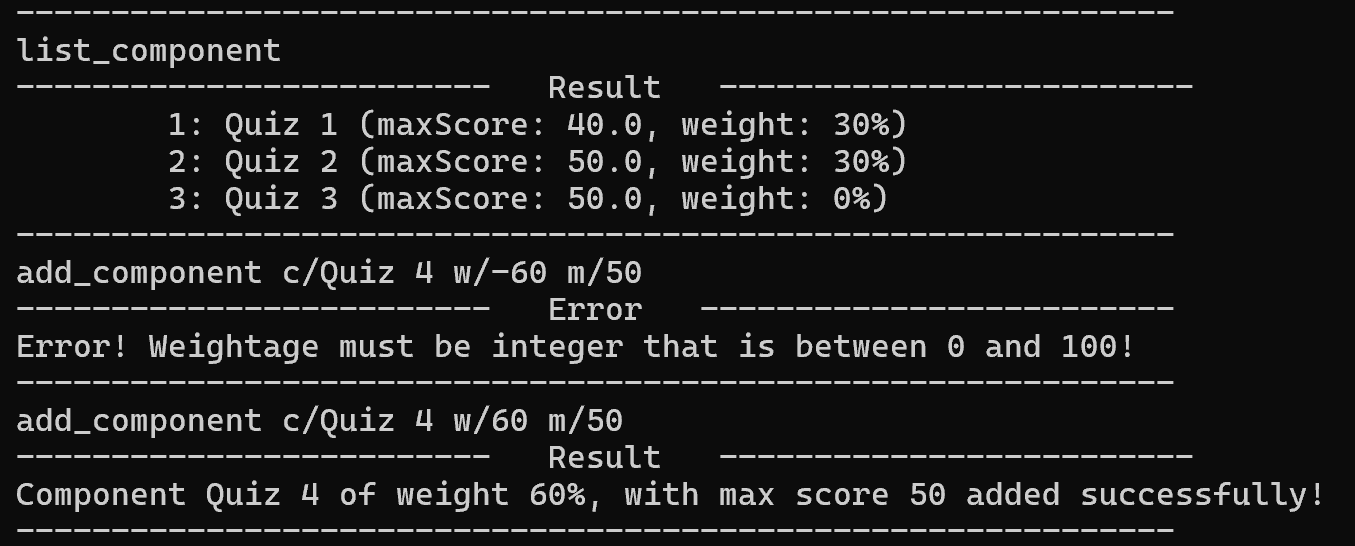 ------------------------------------------------------------
list_component
-------------------------   Result   -------------------------
1: Quiz 1 (maxScore: 40.0, weight: 30%)
2: Quiz 2 (maxScore: 50.0, weight: 30%)
3: Quiz 3 (maxScore: 50.0, weight: 0%)
-------------------------------------------------------------
add_component c/Quiz 4 w/-60 m/50
-------------------------   Error   -------------------------
Error! Weightage must be integer that is between 0 and 100!
-------------------------------------------------------------
add_component c/Quiz 4 w/60 m/50
-------------------------   Result   -------------------------
Component Quiz 4 of weight 60%, with max score 50 added successfully!
-------------------------------------------------------------